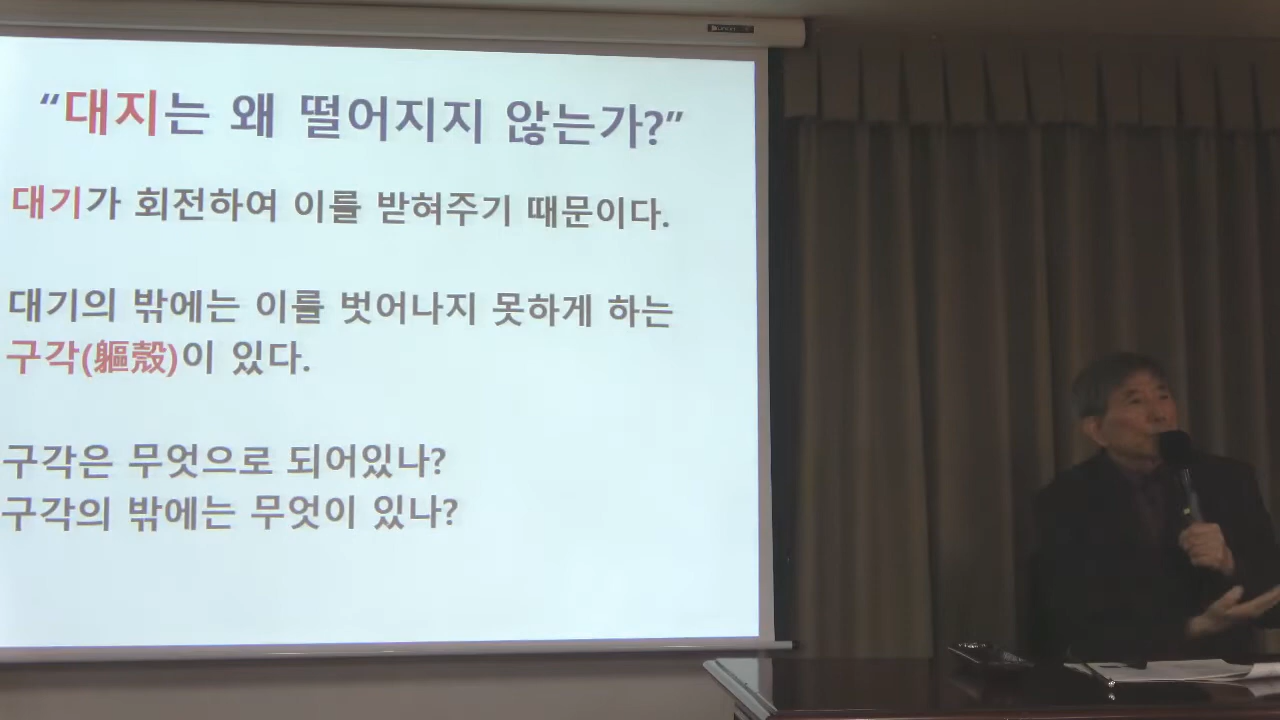 “대지는 왜 떨어지지 않는가?”
대기가 회전하여 이를 받혀주기 때문이다.
대기의 밖에는 이를 벗어나지 못하게 하는
구각(軀殼)이 있다.
구각은 무엇으로 되어있나?
구각의 밖에는 무엇이 있나?